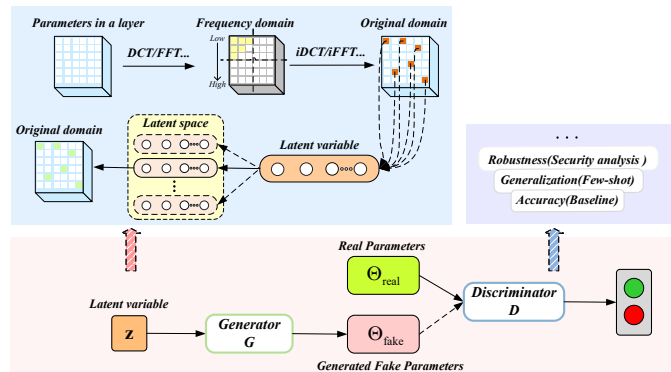 Parameters in a layer
Frequency domain
Original domain
Low
High
DCT/FFT...
iDCT/iFFT...
Latent space
Original domain
Latent variable
. . .
Robustness(Security analysis )
Generalization(Few-shot)
Accuracy(Baseline)
Real Parameters
Θreal
Latent variable
z
Generator
G
Θfake
Discriminator
D
Generated Fake Parameters